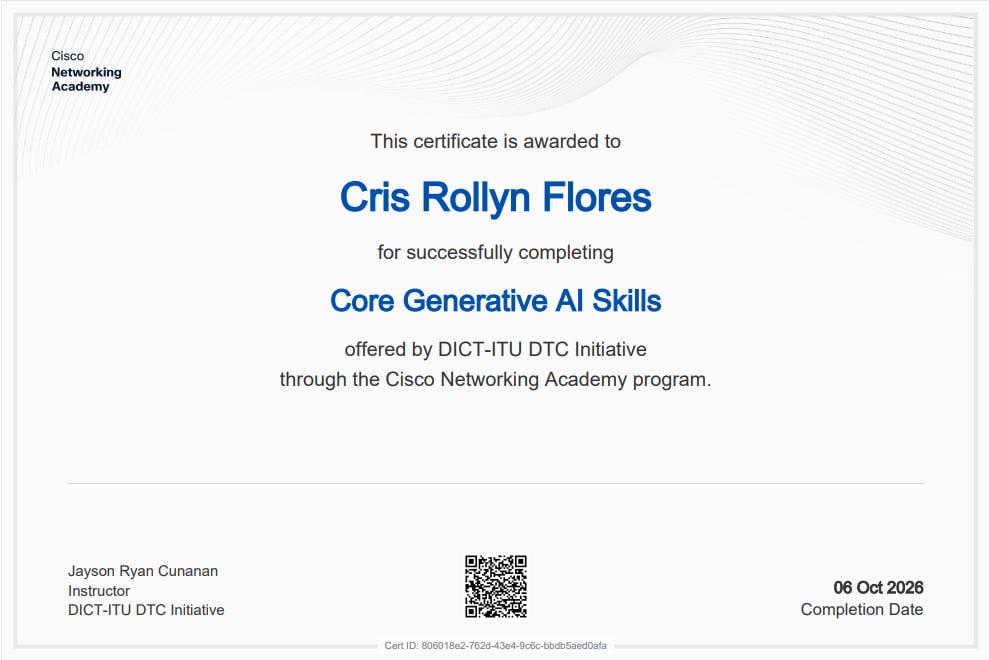 Cisco
Networking
Academy
This certificate is awarded to
Cris Rollyn Flores
for successfully completing
Core Generative AI Skills
offered by DICT-ITU DTC Initiative
through the Cisco Networking Academy program.
Jayson Ryan Cunanan
Instructor
DICT-ITU DTC Initiative
06 Oct 2026
Completion Date
Cert ID: 806018e2-762d-43e4-9c6c-bbdb5aed0afa